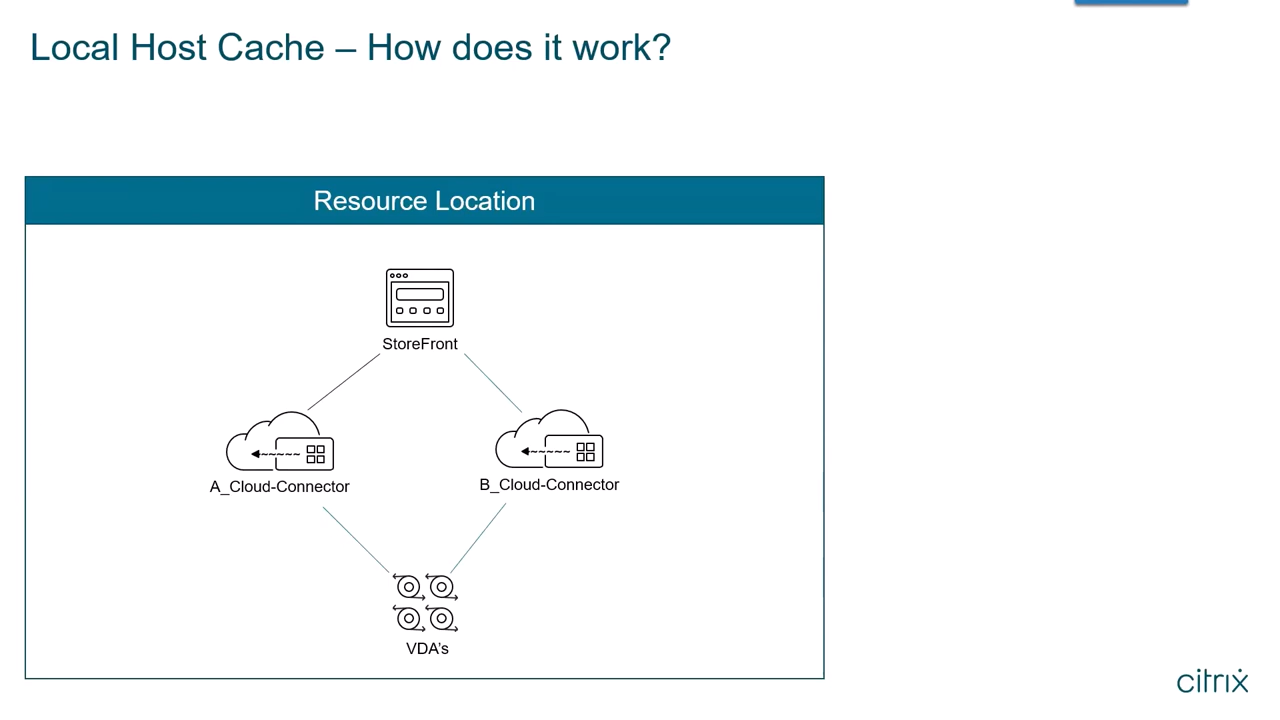 Local Host Cache – How does it work?
Resource Location
StoreFront
A_Cloud-Connector
B_Cloud-Connector
VDA's
citrix